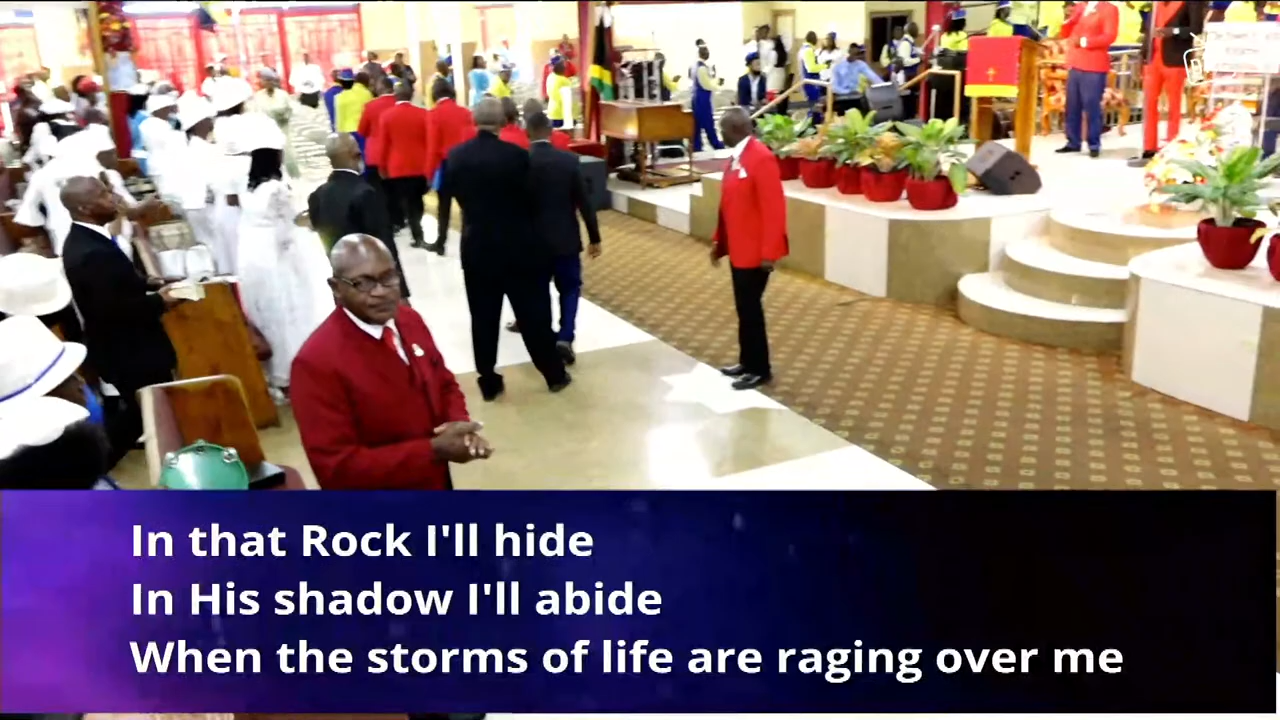 In that Rock I'll hide
In His shadow I'll abide
When the storms of life are raging over me